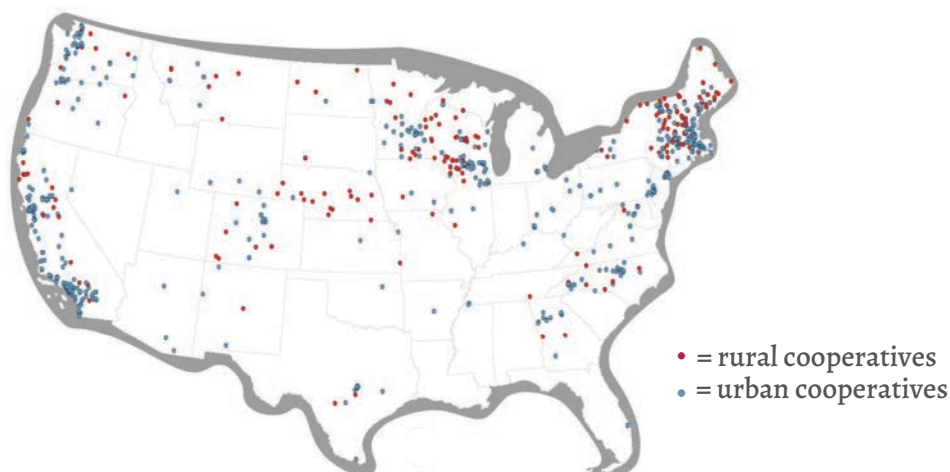 = rural cooperatives
= urban cooperatives